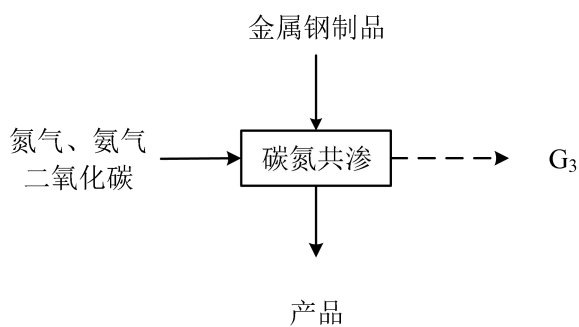 金属钢制品
氮气、氨气
二氧化碳
碳氮共渗
G3
产品